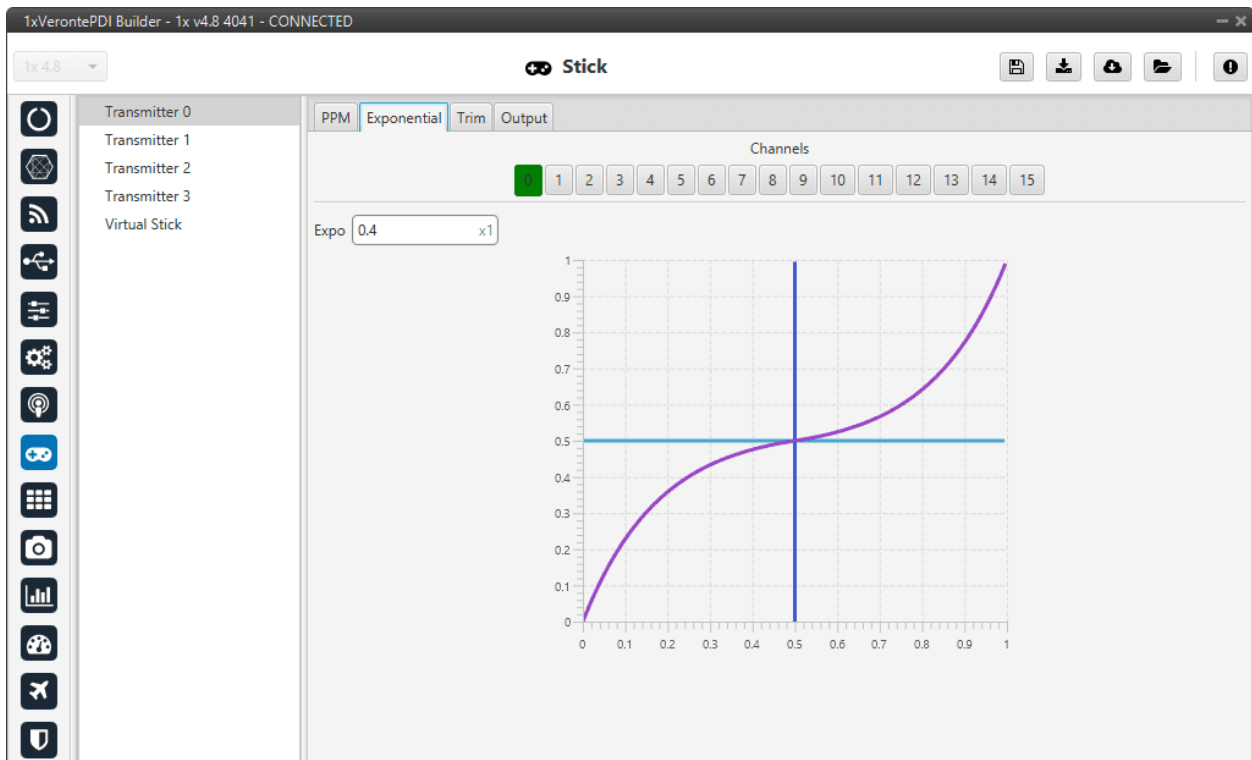 1xVerontePDI Builder - 1x v4.8 4041 - CONNECTED
1x 4.8
Stick
Transmitter 0
Transmitter 1
Transmitter 2
Transmitter 3
Virtual Stick
PPM Exponential Trim Output
Channels
0 1 2 3 4 5 6 7 8 9 10 11 12 13 14 15
Expo 0.4 x1
1
0.9
0.8
0.7
0.6
0.5
0.4
0.3
0.2
0.1
0
0 0.1 0.2 0.3 0.4 0.5 0.6 0.7 0.8 0.9 1